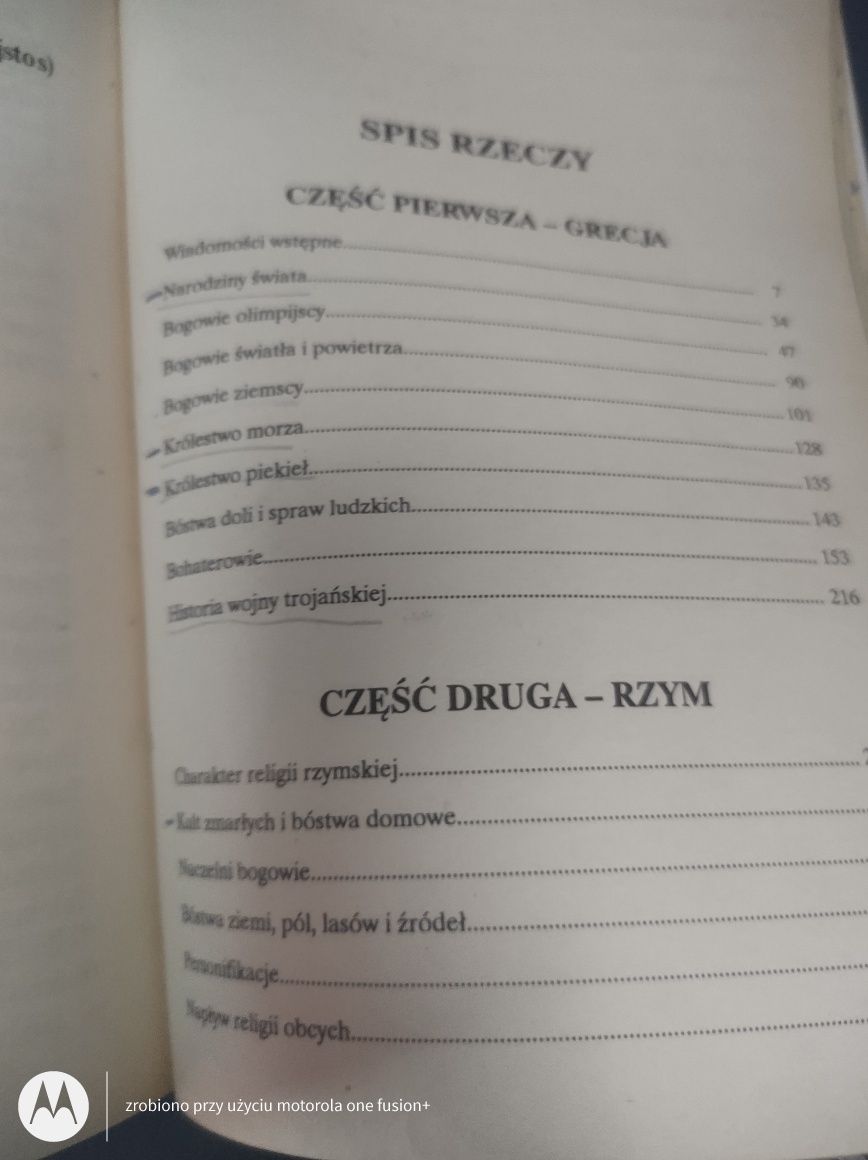 istos)
SPIS RZECZY
CZĘŚĆ PIERWSZA – GRECJA
Wiadomości wstępne 7
Narodziny świata 34
Bogowie olimpijscy 47
Bogowie światła i powietrza 90
Bogowie ziemscy 101
Królestwo morza 128
Królestwo piekieł 135
Bóstwa doli i spraw ludzkich 143
Bohaterowie 153
Historia wojny trojańskiej 216
CZĘŚĆ DRUGA – RZYM
Charakter religii rzymskiej 2
Kult zmarłych i bóstwa domowe
Naczelni bogowie
Bóstwa ziemi, pól, lasów i źródeł
Personifikacje
Napływ religii obcych
zrobiono przy użyciu motorola one fusion+